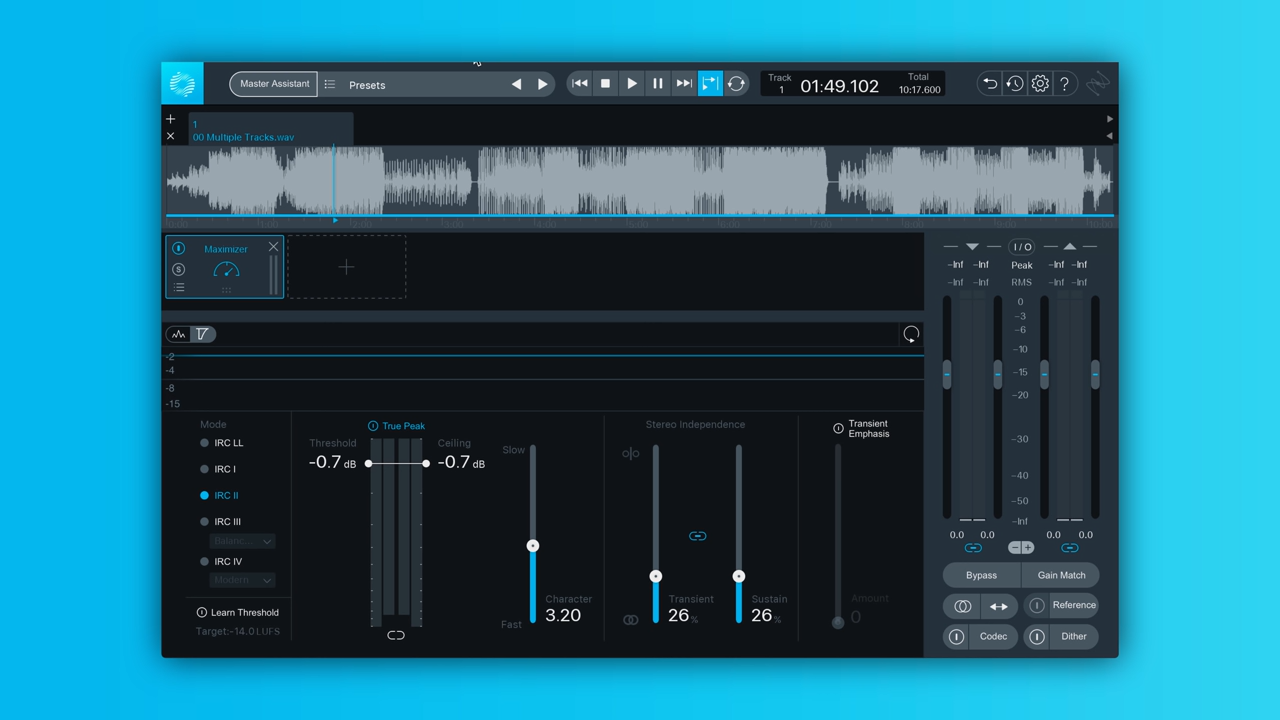 Master Assistant
Presets
Track
1
01:49.102
Total
10:17.600
?
1
00 Multiple Tracks.wav
Maximizer
S
I/O
-Inf -Inf Peak -Inf -Inf
-Inf -Inf RMS -Inf -Inf
0
-3
-6
-10
-15
-20
-30
-40
-50
-Inf
0.0 0.0 0.0 0.0
Bypass
Gain Match
Reference
Codec
Dither
-2
-4
-8
-15
Mode
IRC LL
IRC I
IRC II
IRC III
Balanc...
IRC IV
Modern
Learn Threshold
Target:-14.0 LUFS
True Peak
Threshold
-0.7 dB
Ceiling
-0.7 dB
Slow
Fast
Character
3.20
Stereo Independence
Transient
26 %
Sustain
26 %
Transient
Emphasis
Amount
0